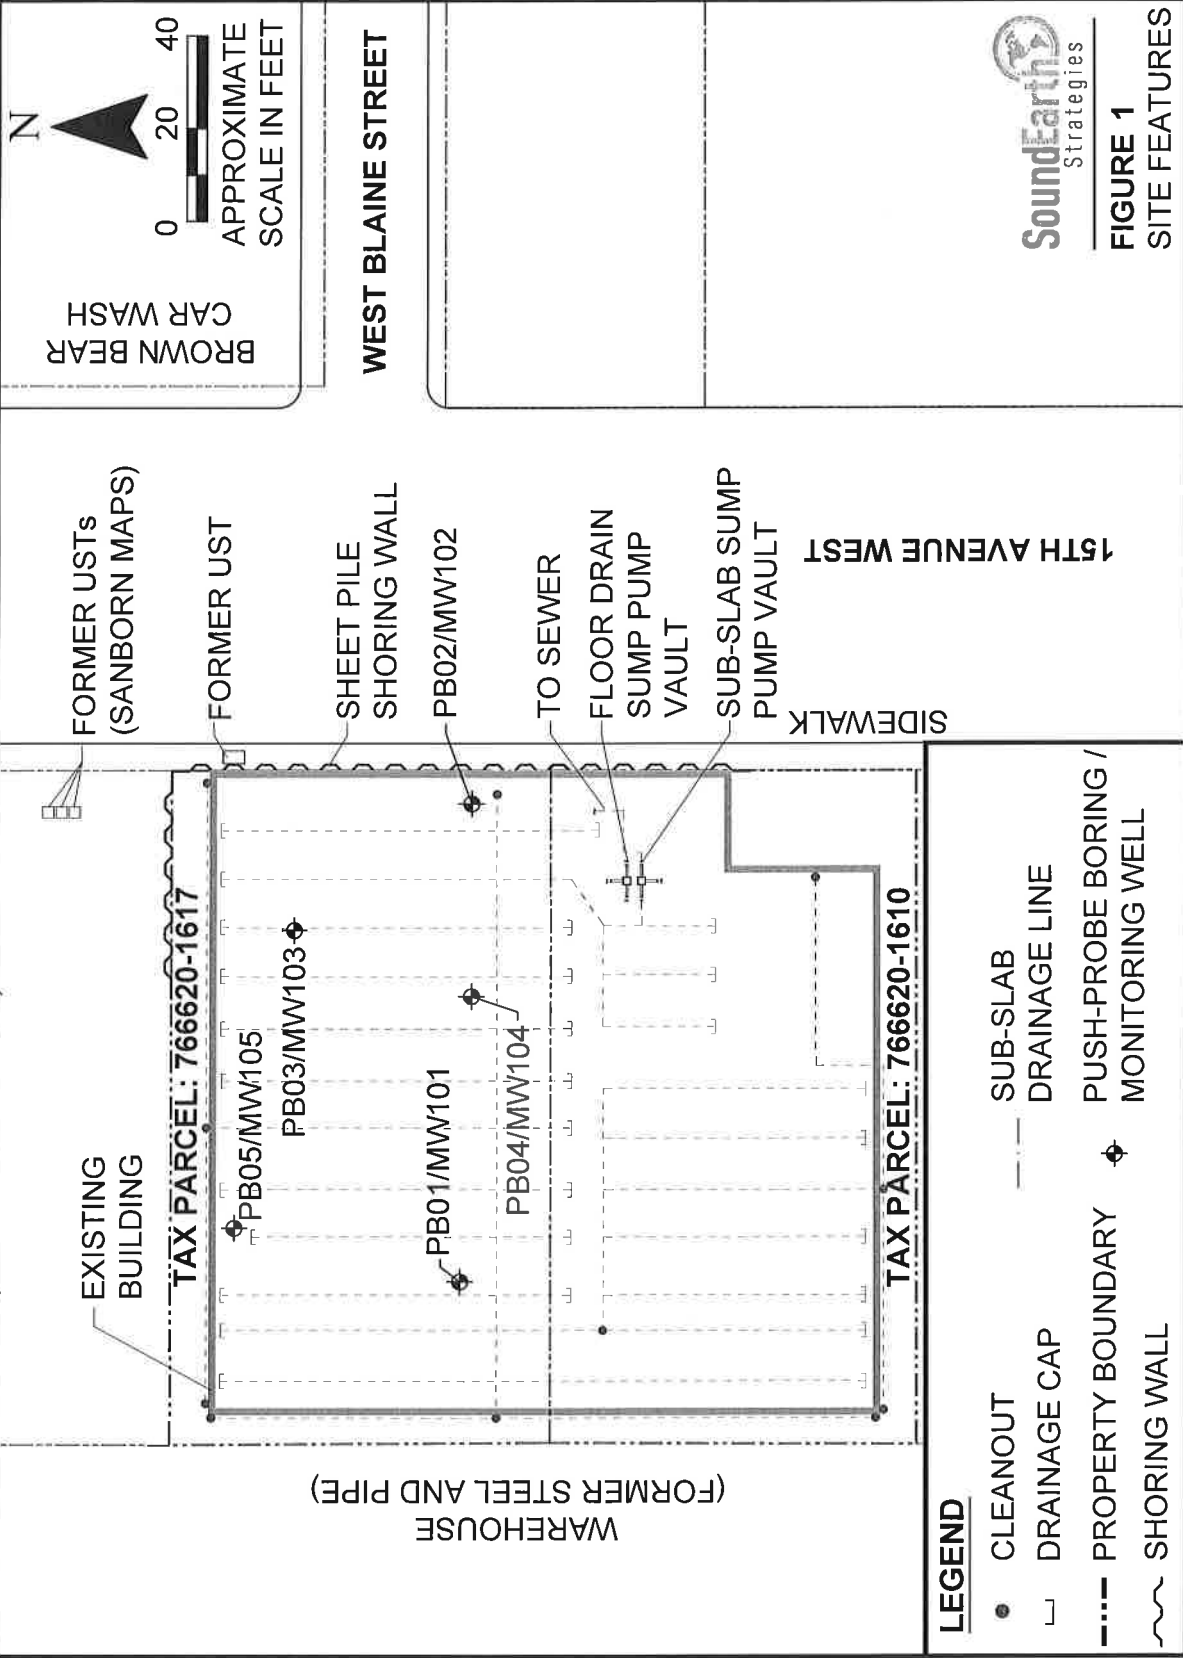 N
0 20 40
APPROXIMATE
SCALE IN FEET
BROWN BEAR
CAR WASH
WEST BLAINE STREET
FORMER USTs
(SANBORN MAPS)
FORMER UST
SHEET PILE
SHORING WALL
PB02/MW102
TO SEWER
FLOOR DRAIN
SUMP PUMP
VAULT
SUB-SLAB SUMP
PUMP VAULT
15TH AVENUE WEST
SIDEWALK
EXISTING
BUILDING
TAX PARCEL: 766620-1617
PB05/MW105
PB03/MW103
PB01/MW101
PB04/MW104
TAX PARCEL: 766620-1610
WAREHOUSE
(FORMER STEEL AND PIPE)
LEGEND
CLEANOUT
DRAINAGE CAP
PROPERTY BOUNDARY
SHORING WALL
SUB-SLAB
DRAINAGE LINE
PUSH-PROBE BORING /
MONITORING WELL
SoundEarth
Strategies
FIGURE 1
SITE FEATURES